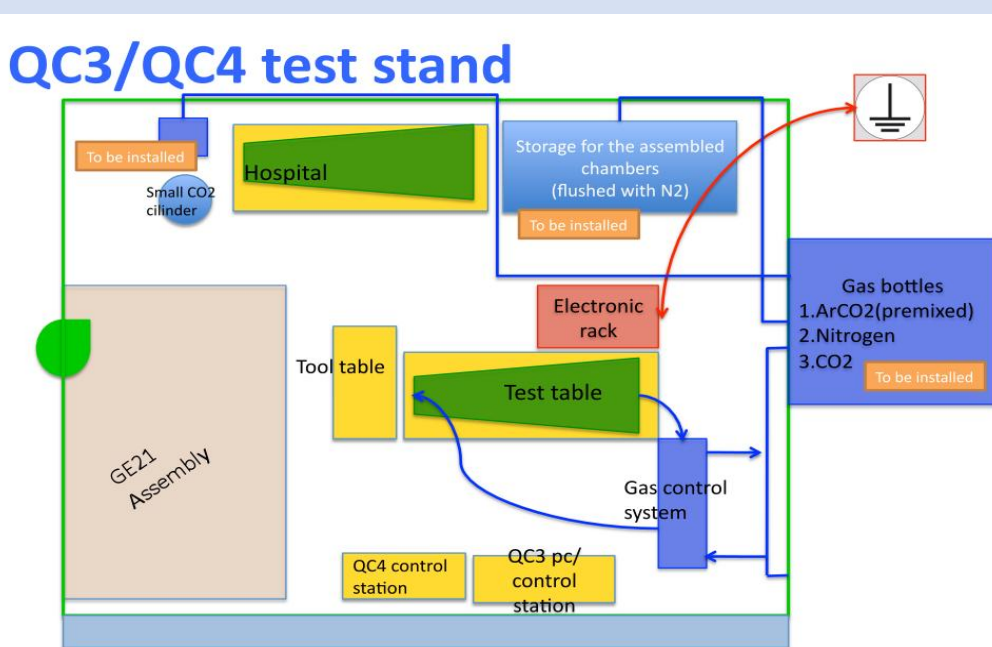 QC3/QC4 test stand
To be installed
Small CO2
cilinder
Hospital
Storage for the assembled
chambers
(flushed with N2)
To be installed
Gas bottles
1.ArCO2(premixed)
2.Nitrogen
3.CO2
To be installed
Electronic
rack
Tool table
Test table
GE21
Assembly
Gas control
system
QC4 control
station
QC3 pc/
control
station